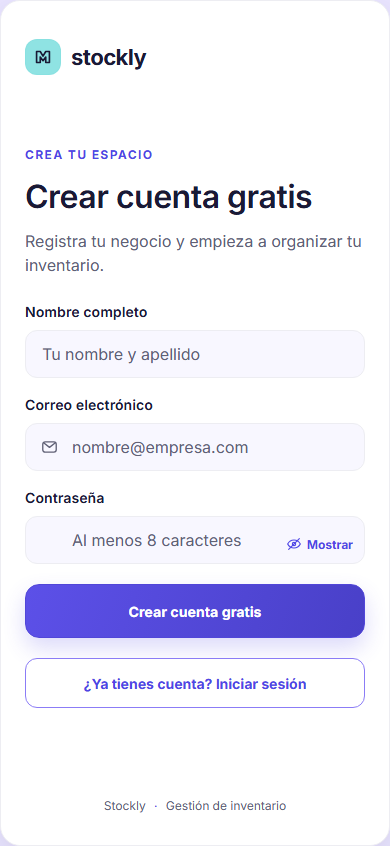 stockly
CREA TU ESPACIO
Crear cuenta gratis
Registra tu negocio y empieza a organizar tu
inventario.
Nombre completo
Tu nombre y apellido
Correo electrónico
nombre@empresa.com
Contraseña
Al menos 8 caracteres
Mostrar
Crear cuenta gratis
¿Ya tienes cuenta? Iniciar sesión
Stockly · Gestión de inventario